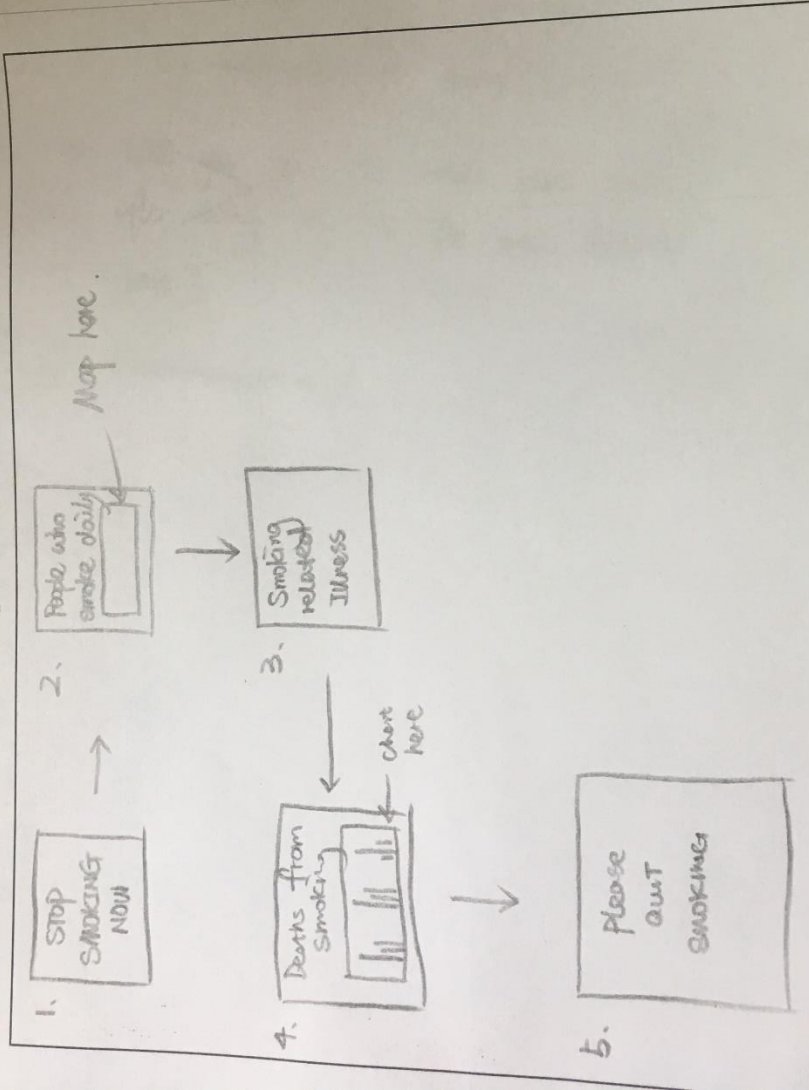 1.
STOP
SMOKING
NOW
2.
People who
smoke daily
Map here.
3.
Smoking
related
Illness
4.
Deaths from
smoking
chart
here
5.
Please
QUIT
SMOKING